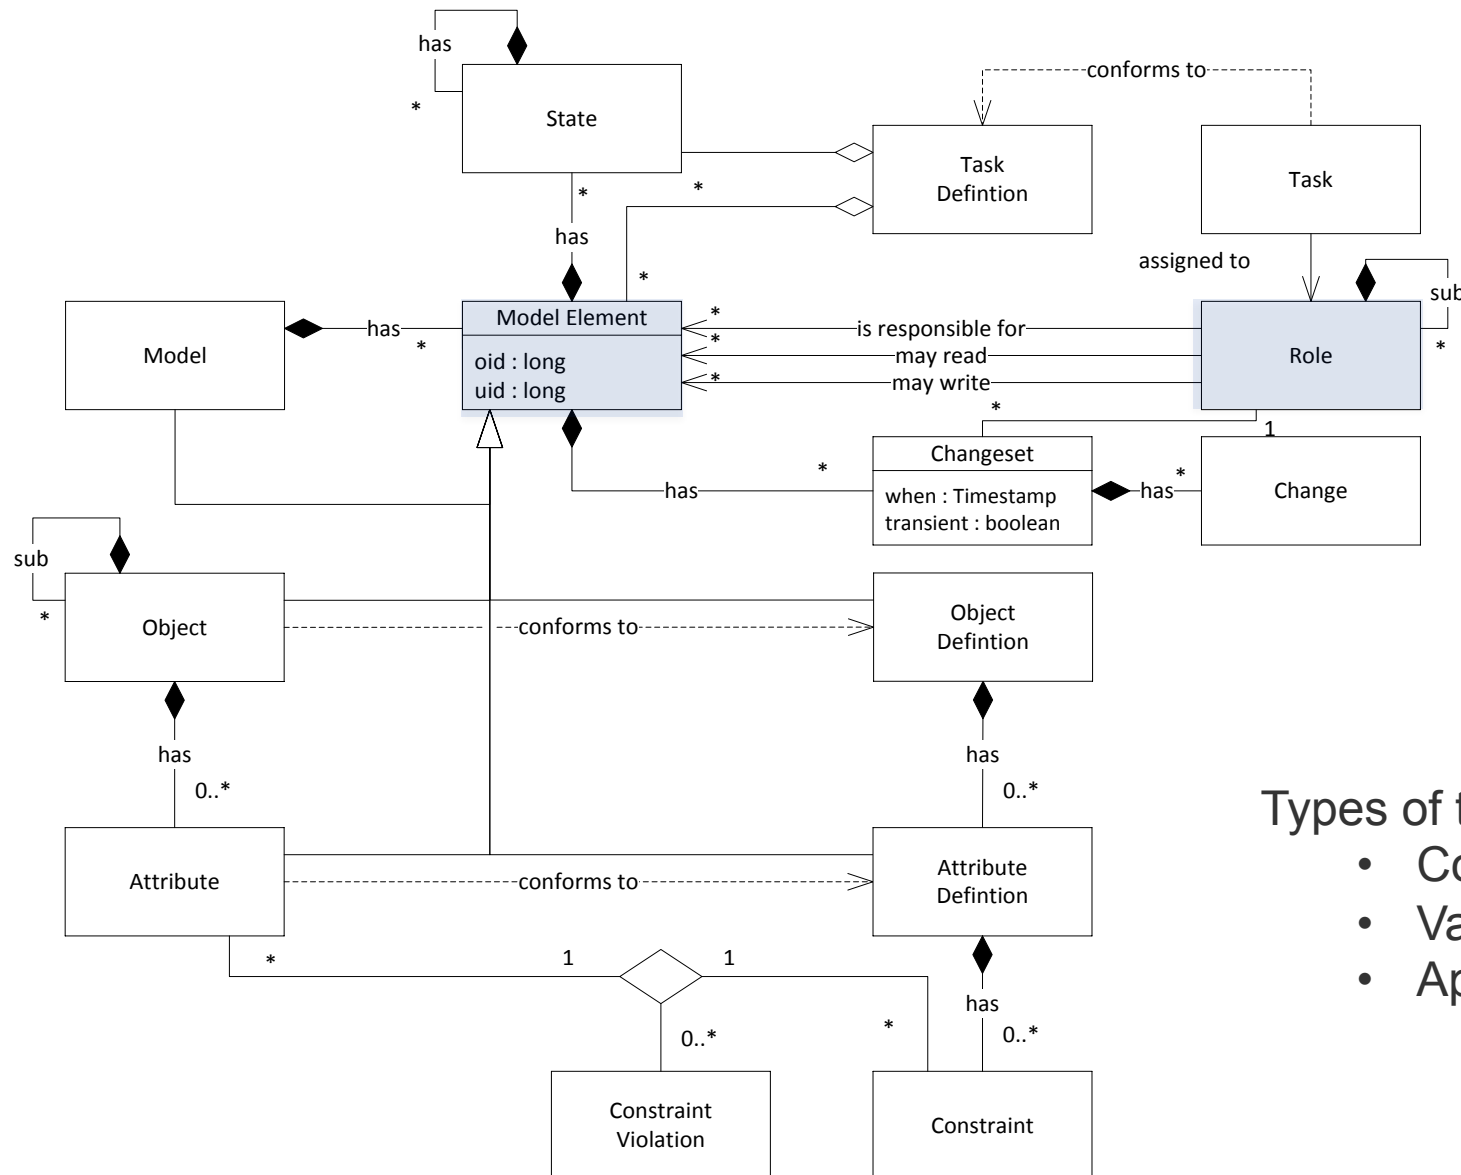 has
*
State
conforms to
Task
Defintion
Task
*
*
has
assigned to
*
sub
*
Model
has
*
Model Element
oid : long
uid : long
*
*
*
is responsible for
may read
may write
Role
*
1
has
*
Changeset
when : Timestamp
transient : boolean
has
*
Change
sub
*
Object
conforms to
Object
Defintion
has
0..*
has
0..*
Types of
Attribute
conforms to
Attribute
Defintion
*
1
1
*
has
0..*
0..*
Constraint
Violation
Constraint